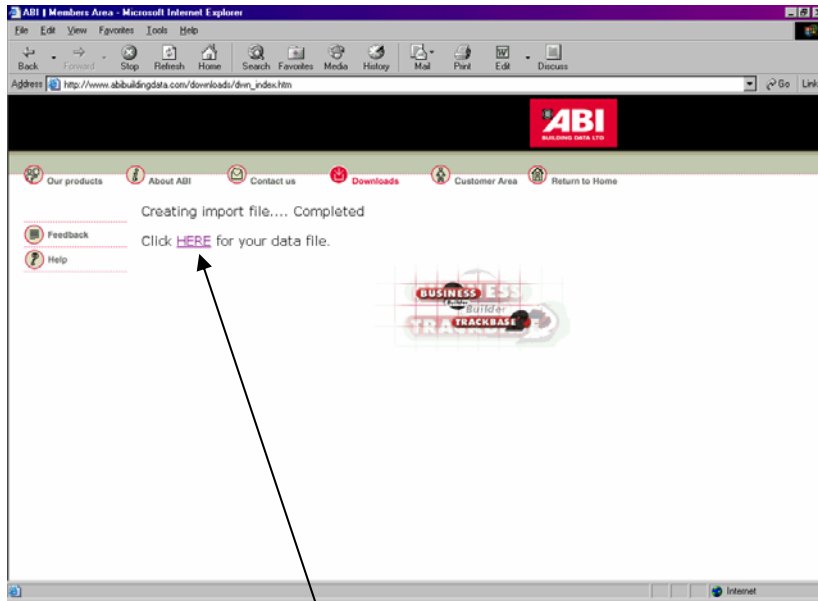 ABI | Members Area - Microsoft Internet Explorer
File Edit View Favorites Tools Help
Back Forward Stop Refresh Home Search Favorites Media History Mail Print Edit Discuss
Address http://www.abibuildingdata.com/downloads/dwn_index.htm Go Link
ABI
BUILDING DATA LTD
Our products About ABI Contact us Downloads Customer Area Return to Home
Creating import file.... Completed
Feedback
Click HERE for your data file.
Help
BUSINESS
Builder
TRACKBASE
Internet